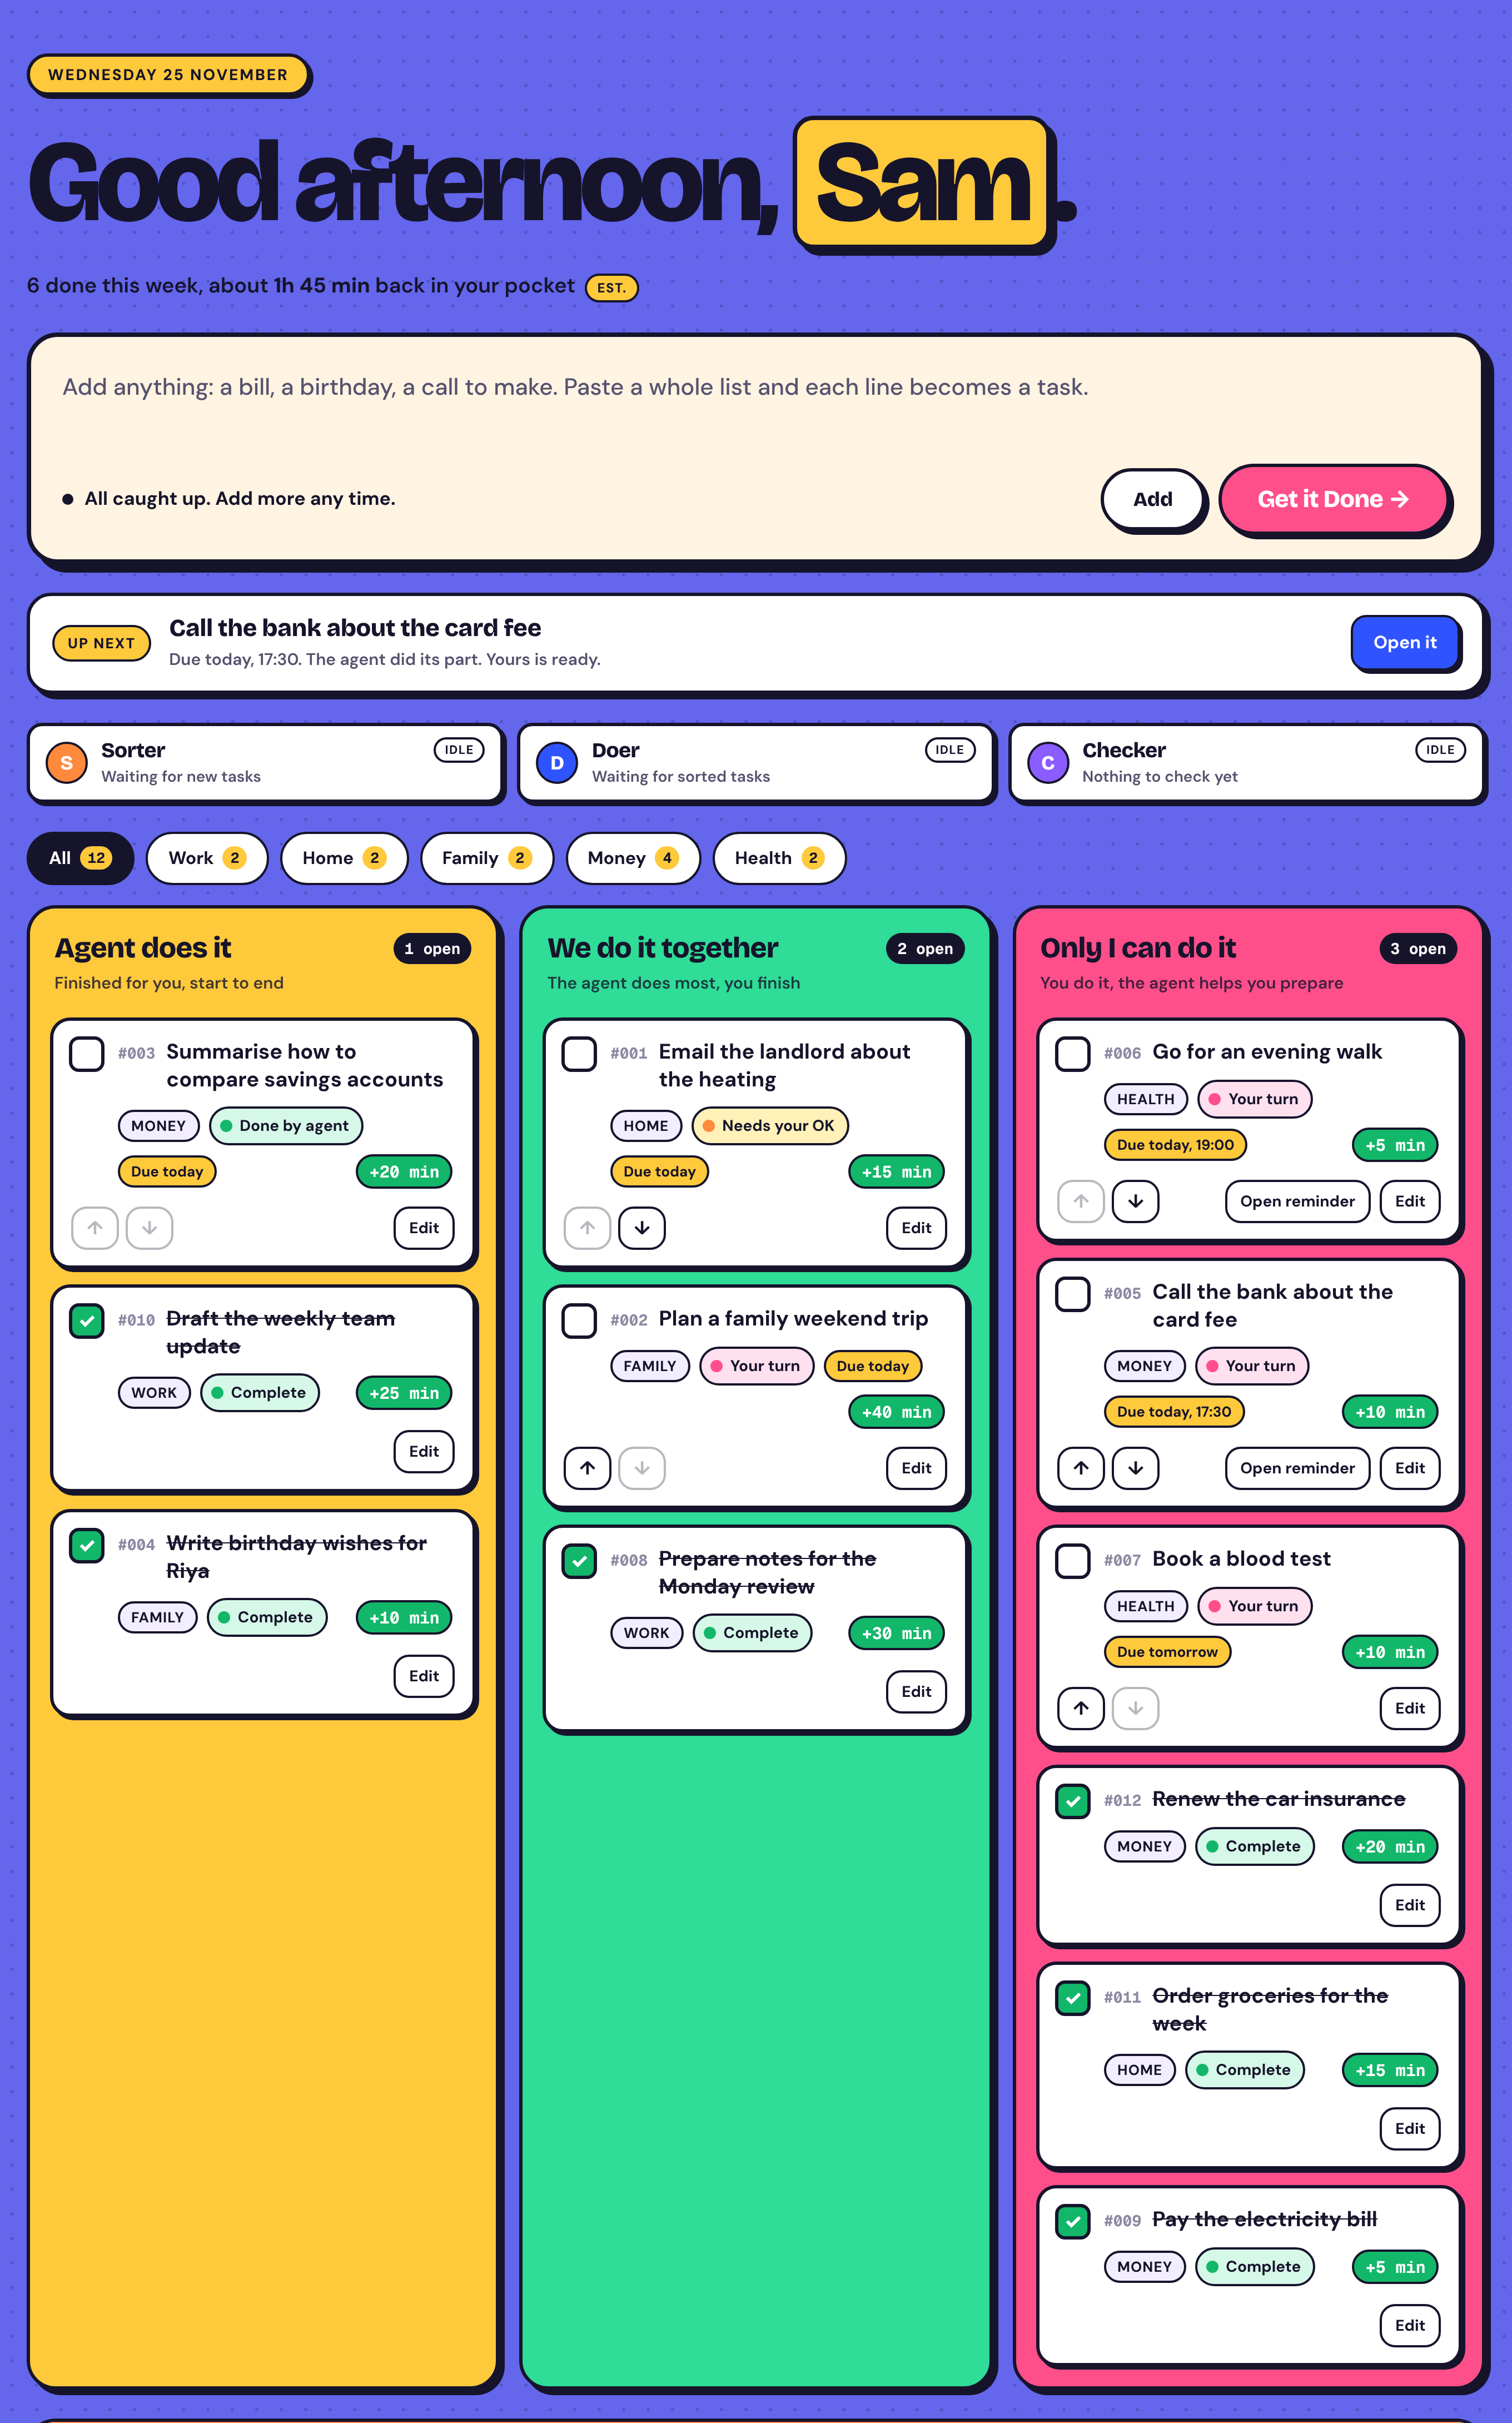 WEDNESDAY 25 NOVEMBER
Good afternoon, Sam.
6 done this week, about 1h 45 min back in your pocket EST.
Add anything: a bill, a birthday, a call to make. Paste a whole list and each line becomes a task.
All caught up. Add more any time.
Add
Get it Done →
UP NEXT
Call the bank about the card fee
Due today, 17:30. The agent did its part. Yours is ready.
Open it
S
Sorter
IDLE
Waiting for new tasks
D
Doer
IDLE
Waiting for sorted tasks
C
Checker
IDLE
Nothing to check yet
All 12
Work 2
Home 2
Family 2
Money 4
Health 2
Agent does it
1 open
Finished for you, start to end
#003 Summarise how to
compare savings accounts
MONEY Done by agent
Due today +20 min
↑ ↓ Edit
#010 Draft the weekly team
update
WORK Complete +25 min
Edit
#004 Write birthday wishes for
Riya
FAMILY Complete +10 min
Edit
We do it together
2 open
The agent does most, you finish
#001 Email the landlord about
the heating
HOME Needs your OK
Due today +15 min
↑ ↓ Edit
#002 Plan a family weekend trip
FAMILY Your turn Due today
+40 min
↑ ↓ Edit
#008 Prepare notes for the
Monday review
WORK Complete +30 min
Edit
Only I can do it
3 open
You do it, the agent helps you prepare
#006 Go for an evening walk
HEALTH Your turn
Due today, 19:00 +5 min
↑ ↓ Open reminder Edit
#005 Call the bank about the
card fee
MONEY Your turn
Due today, 17:30 +10 min
↑ ↓ Open reminder Edit
#007 Book a blood test
HEALTH Your turn
Due tomorrow +10 min
↑ ↓ Edit
#012 Renew the car insurance
MONEY Complete +20 min
Edit
#011 Order groceries for the
week
HOME Complete +15 min
Edit
#009 Pay the electricity bill
MONEY Complete +5 min
Edit